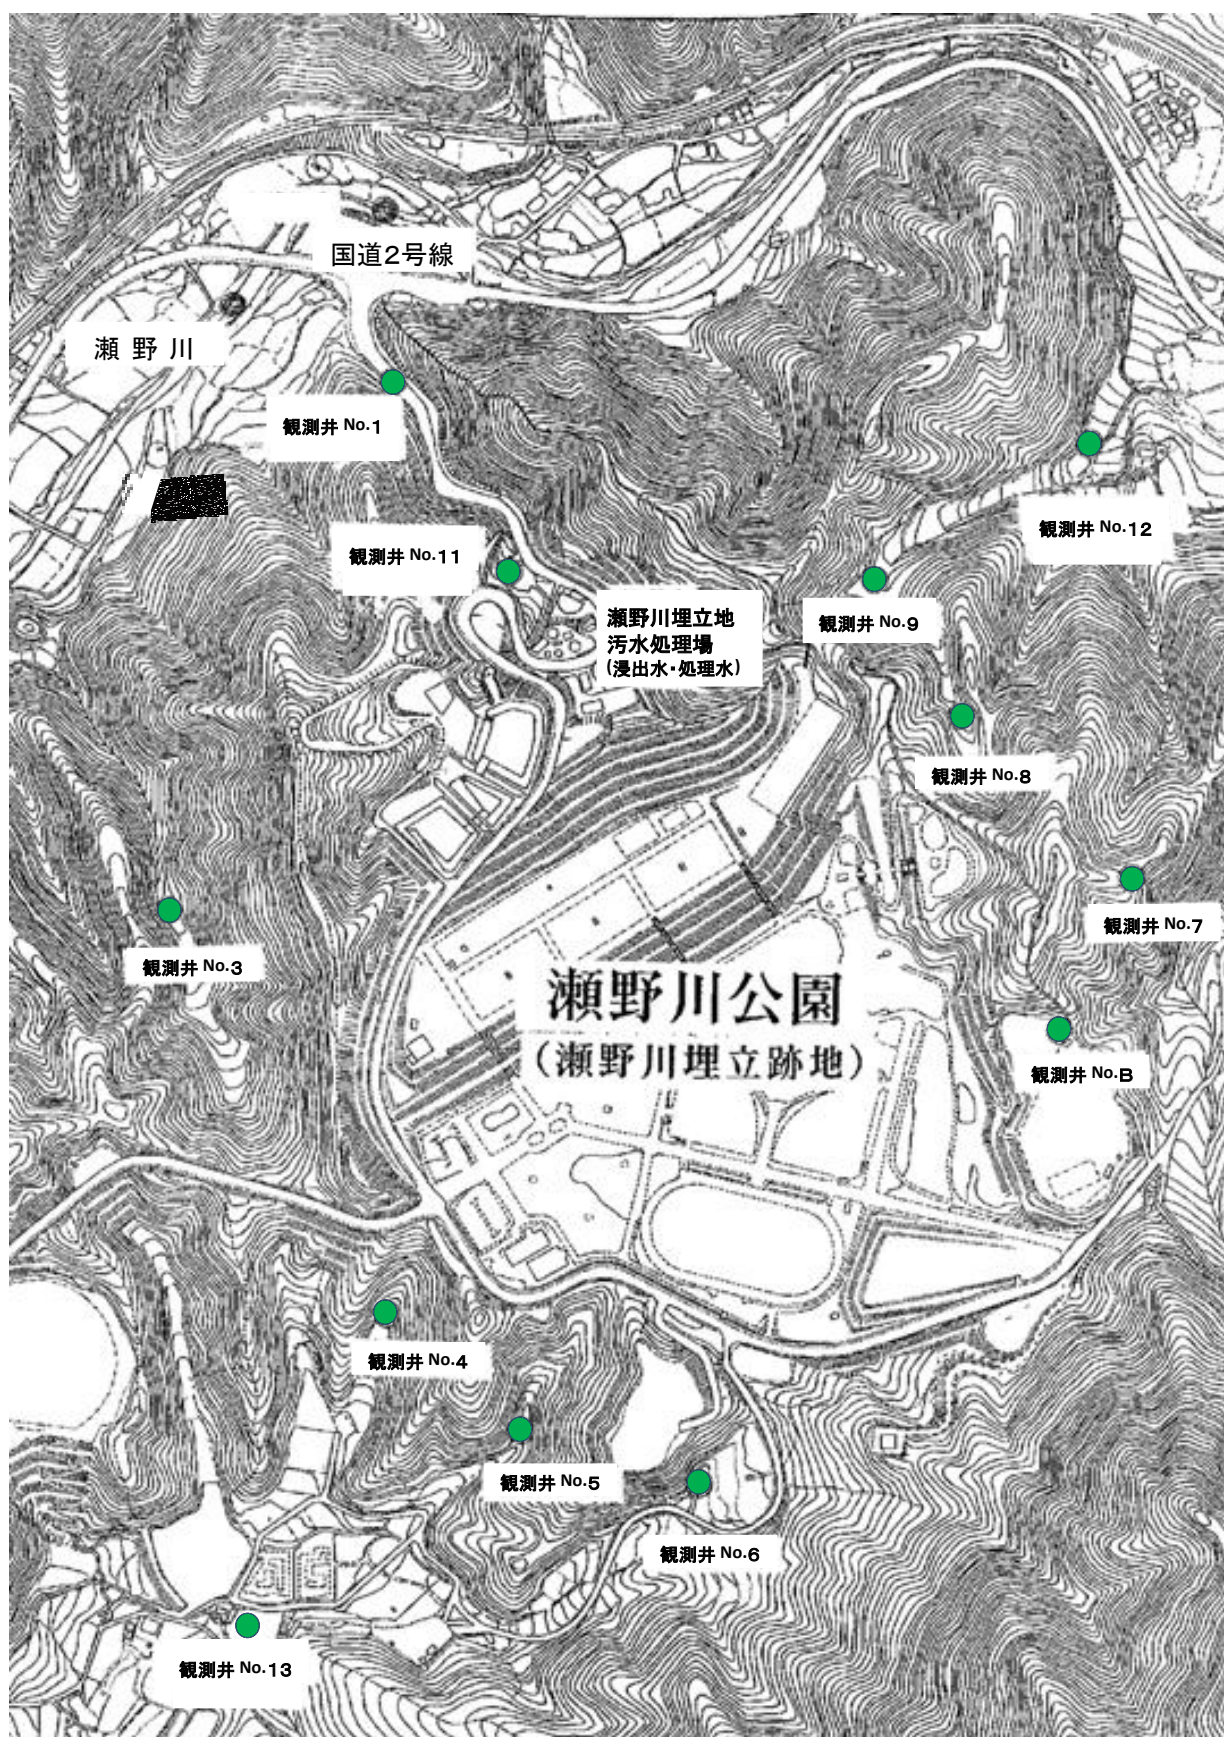 国道2号線
瀬野川
観測井 No.1
観測井 No.12
観測井 No.11
瀬野川埋立地
汚水処理場
(浸出水・処理水)
観測井 No.9
観測井 No.8
観測井 No.7
観測井 No.3
瀬野川公園
(瀬野川埋立跡地)
観測井 No.B
観測井 No.4
観測井 No.5
観測井 No.6
観測井 No.13